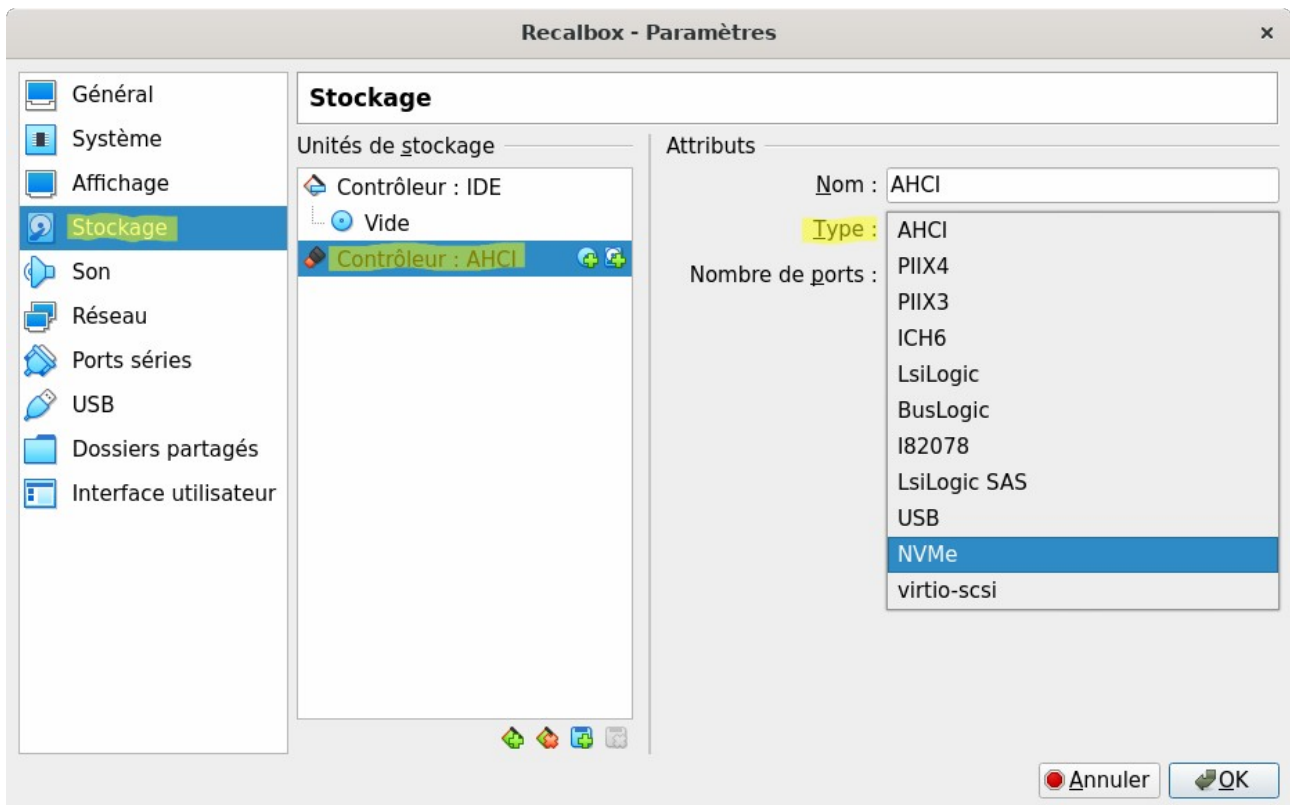 Recalbox - Paramètres
Général
Système
Affichage
Stockage
Son
Réseau
Ports séries
USB
Dossiers partagés
Interface utilisateur
Stockage
Unités de stockage
Contrôleur : IDE
Vide
Contrôleur : AHCI
Attributs
Nom : AHCI
Type :
AHCI
PIIX4
PIIX3
ICH6
LsiLogic
BusLogic
I82078
LsiLogic SAS
USB
NVMe
virtio-scsi
Nombre de ports :
Annuler
OK